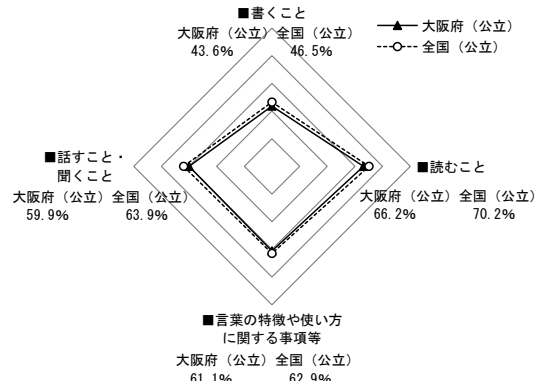 ■書くこと
大阪府（公立）全国（公立）
43.6% 46.5%
大阪府（公立）
全国（公立）
■話すこと・
聞くこと
大阪府（公立）全国（公立）
59.9% 63.9%
■読むこと
大阪府（公立）全国（公立）
66.2% 70.2%
■言葉の特徴や使い方
に関する事項等
大阪府（公立）全国（公立）
61.1% 62.9%